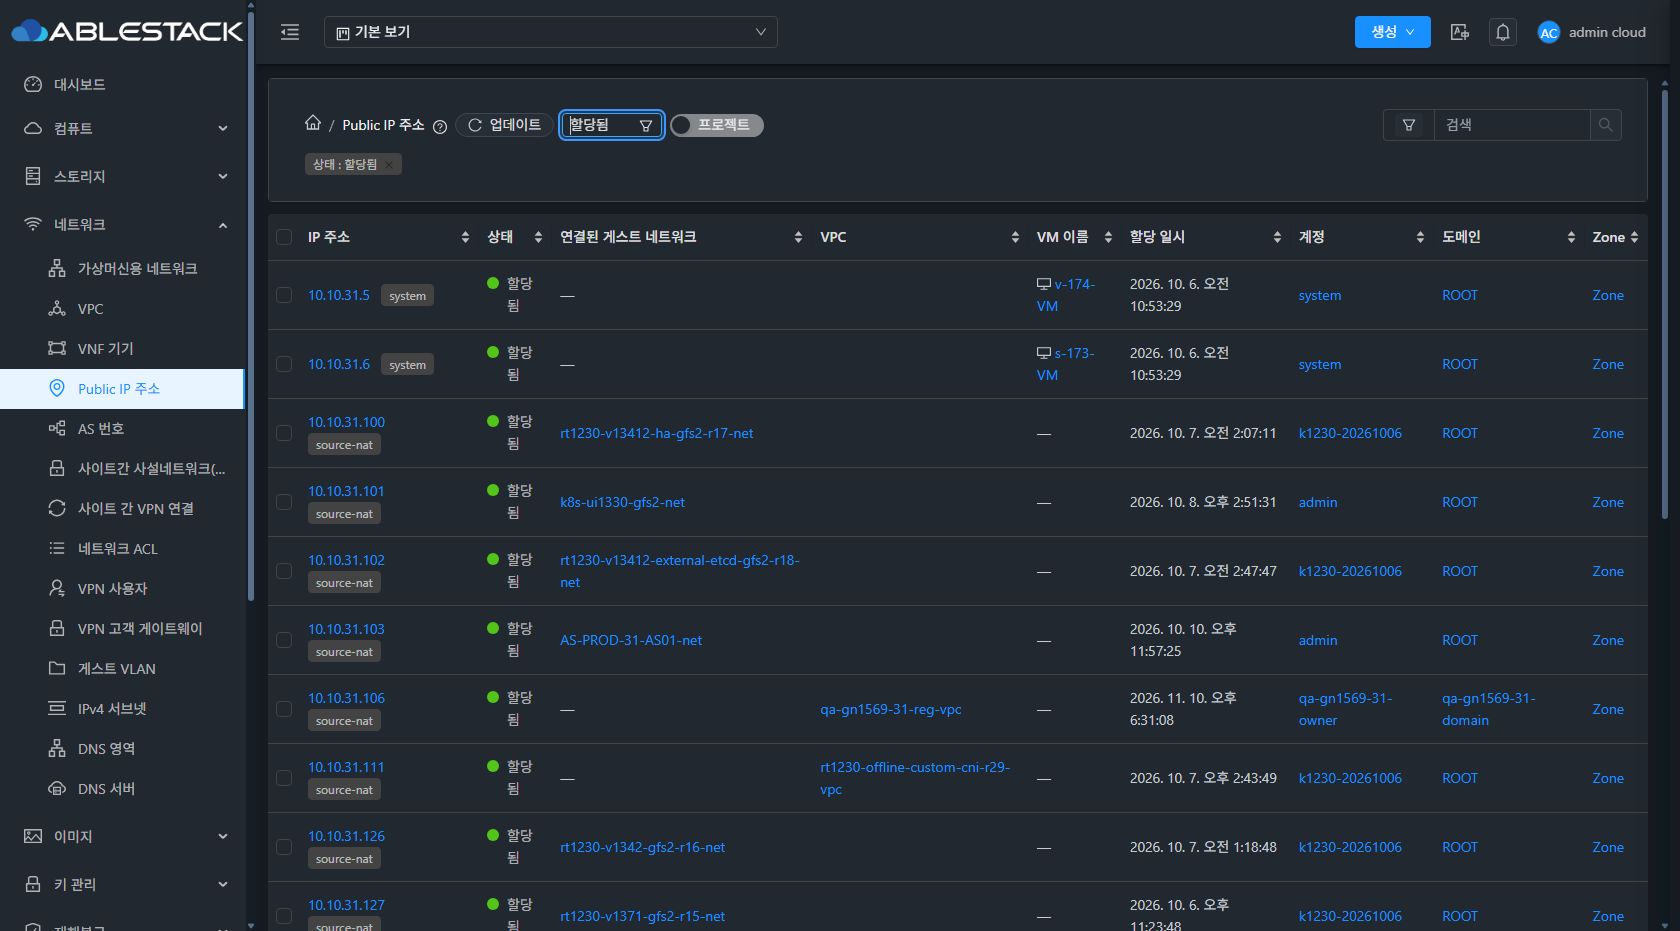 ABLESTACK
기본 보기
생성
AC
admin cloud
대시보드
컴퓨트
스토리지
네트워크
가상머신용 네트워크
VPC
VNF 기기
Public IP 주소
AS 번호
사이트간 사설네트워크(...
사이트 간 VPN 연결
네트워크 ACL
VPN 사용자
VPN 고객 게이트웨이
게스트 VLAN
IPv4 서브넷
DNS 영역
DNS 서버
이미지
키 관리
/ Public IP 주소
업데이트
할당됨
프로젝트
검색
상태 : 할당됨
IP 주소 상태 연결된 게스트 네트워크 VPC VM 이름 할당 일시 계정 도메인 Zone
10.10.31.5 system 할당됨 — v-174-VM 2026. 10. 6. 오전 10:53:29 system ROOT Zone
10.10.31.6 system 할당됨 — s-173-VM 2026. 10. 6. 오전 10:53:29 system ROOT Zone
10.10.31.100 source-nat 할당됨 rt1230-v13412-ha-gfs2-r17-net — 2026. 10. 7. 오전 2:07:11 k1230-20261006 ROOT Zone
10.10.31.101 source-nat 할당됨 k8s-ui1330-gfs2-net — 2026. 10. 8. 오후 2:51:31 admin ROOT Zone
10.10.31.102 source-nat 할당됨 rt1230-v13412-external-etcd-gfs2-r18-net — 2026. 10. 7. 오전 2:47:47 k1230-20261006 ROOT Zone
10.10.31.103 source-nat 할당됨 AS-PROD-31-AS01-net — 2026. 10. 10. 오후 11:57:25 admin ROOT Zone
10.10.31.106 source-nat 할당됨 — qa-gn1569-31-reg-vpc — 2026. 11. 10. 오후 6:31:08 qa-gn1569-31-owner qa-gn1569-31-domain Zone
10.10.31.111 source-nat 할당됨 — rt1230-offline-custom-cni-r29-vpc — 2026. 10. 7. 오후 2:43:49 k1230-20261006 ROOT Zone
10.10.31.126 source-nat 할당됨 rt1230-v1342-gfs2-r16-net — 2026. 10. 7. 오전 1:18:48 k1230-20261006 ROOT Zone
10.10.31.127 source-nat 할당됨 rt1230-v1371-gfs2-r15-net — 2026. 10. 6. 오후 11:23:48 k1230-20261006 ROOT Zone